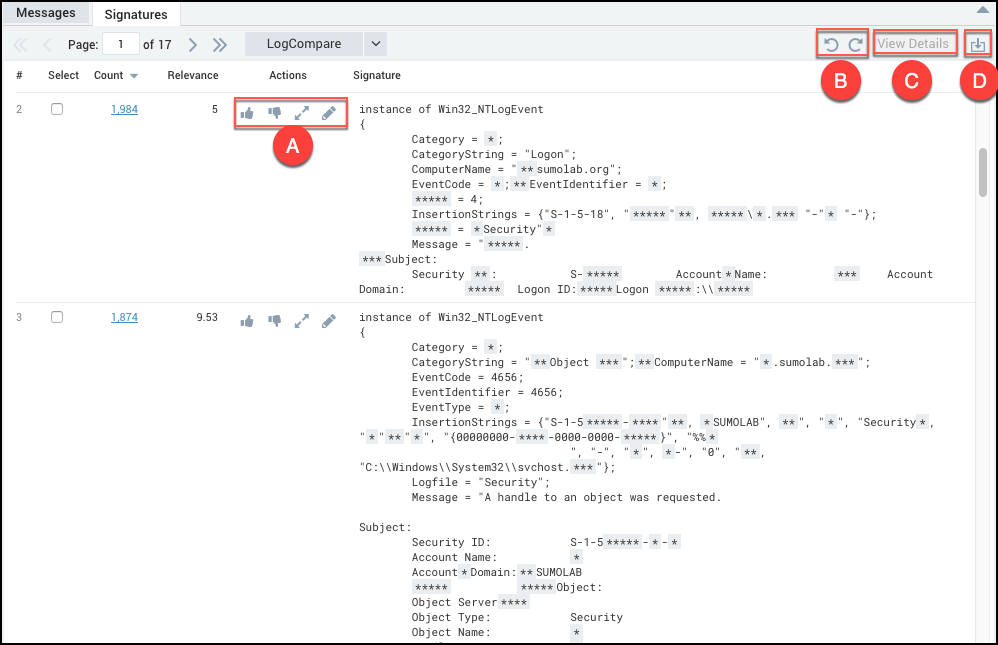 Messages Signatures
Page: 1 of 17 LogCompare View Details
B C D
# Select Count Relevance Actions Signature
2 1,984 5 instance of Win32_NTLogEvent
{
A
Category = *;
CategoryString = "Logon";
ComputerName = "**sumolab.org";
EventCode = *;**EventIdentifier = *;
***** = 4;
InsertionStrings = {"S-1-5-18", "*****"**, *****\*.*** "-"* "-"};
***** = *Security"*
Message = "*****.
***Subject:
Security **: S-***** Account*Name: *** Account
Domain: ***** Logon ID:*****Logon *****:\\*****
3 1,874 9.53 instance of Win32_NTLogEvent
{
Category = *;
CategoryString = "**Object ***";**ComputerName = "*.sumolab.***";
EventCode = 4656;
EventIdentifier = 4656;
EventType = *;
InsertionStrings = {"S-1-5*****-****"**, *SUMOLAB", **", "*", "Security*,
"*"**"*", "{00000000-****-0000-0000-*****}", "%%*
", "-", "*", *-", "0", "**,
"C:\\Windows\\System32\\svchost.***"};
Logfile = "Security";
Message = "A handle to an object was requested.
Subject:
Security ID: S-1-5*****-*-*
Account Name: *
Account*Domain:**SUMOLAB
***** *****Object:
Object Server****
Object Type: Security
Object Name: *